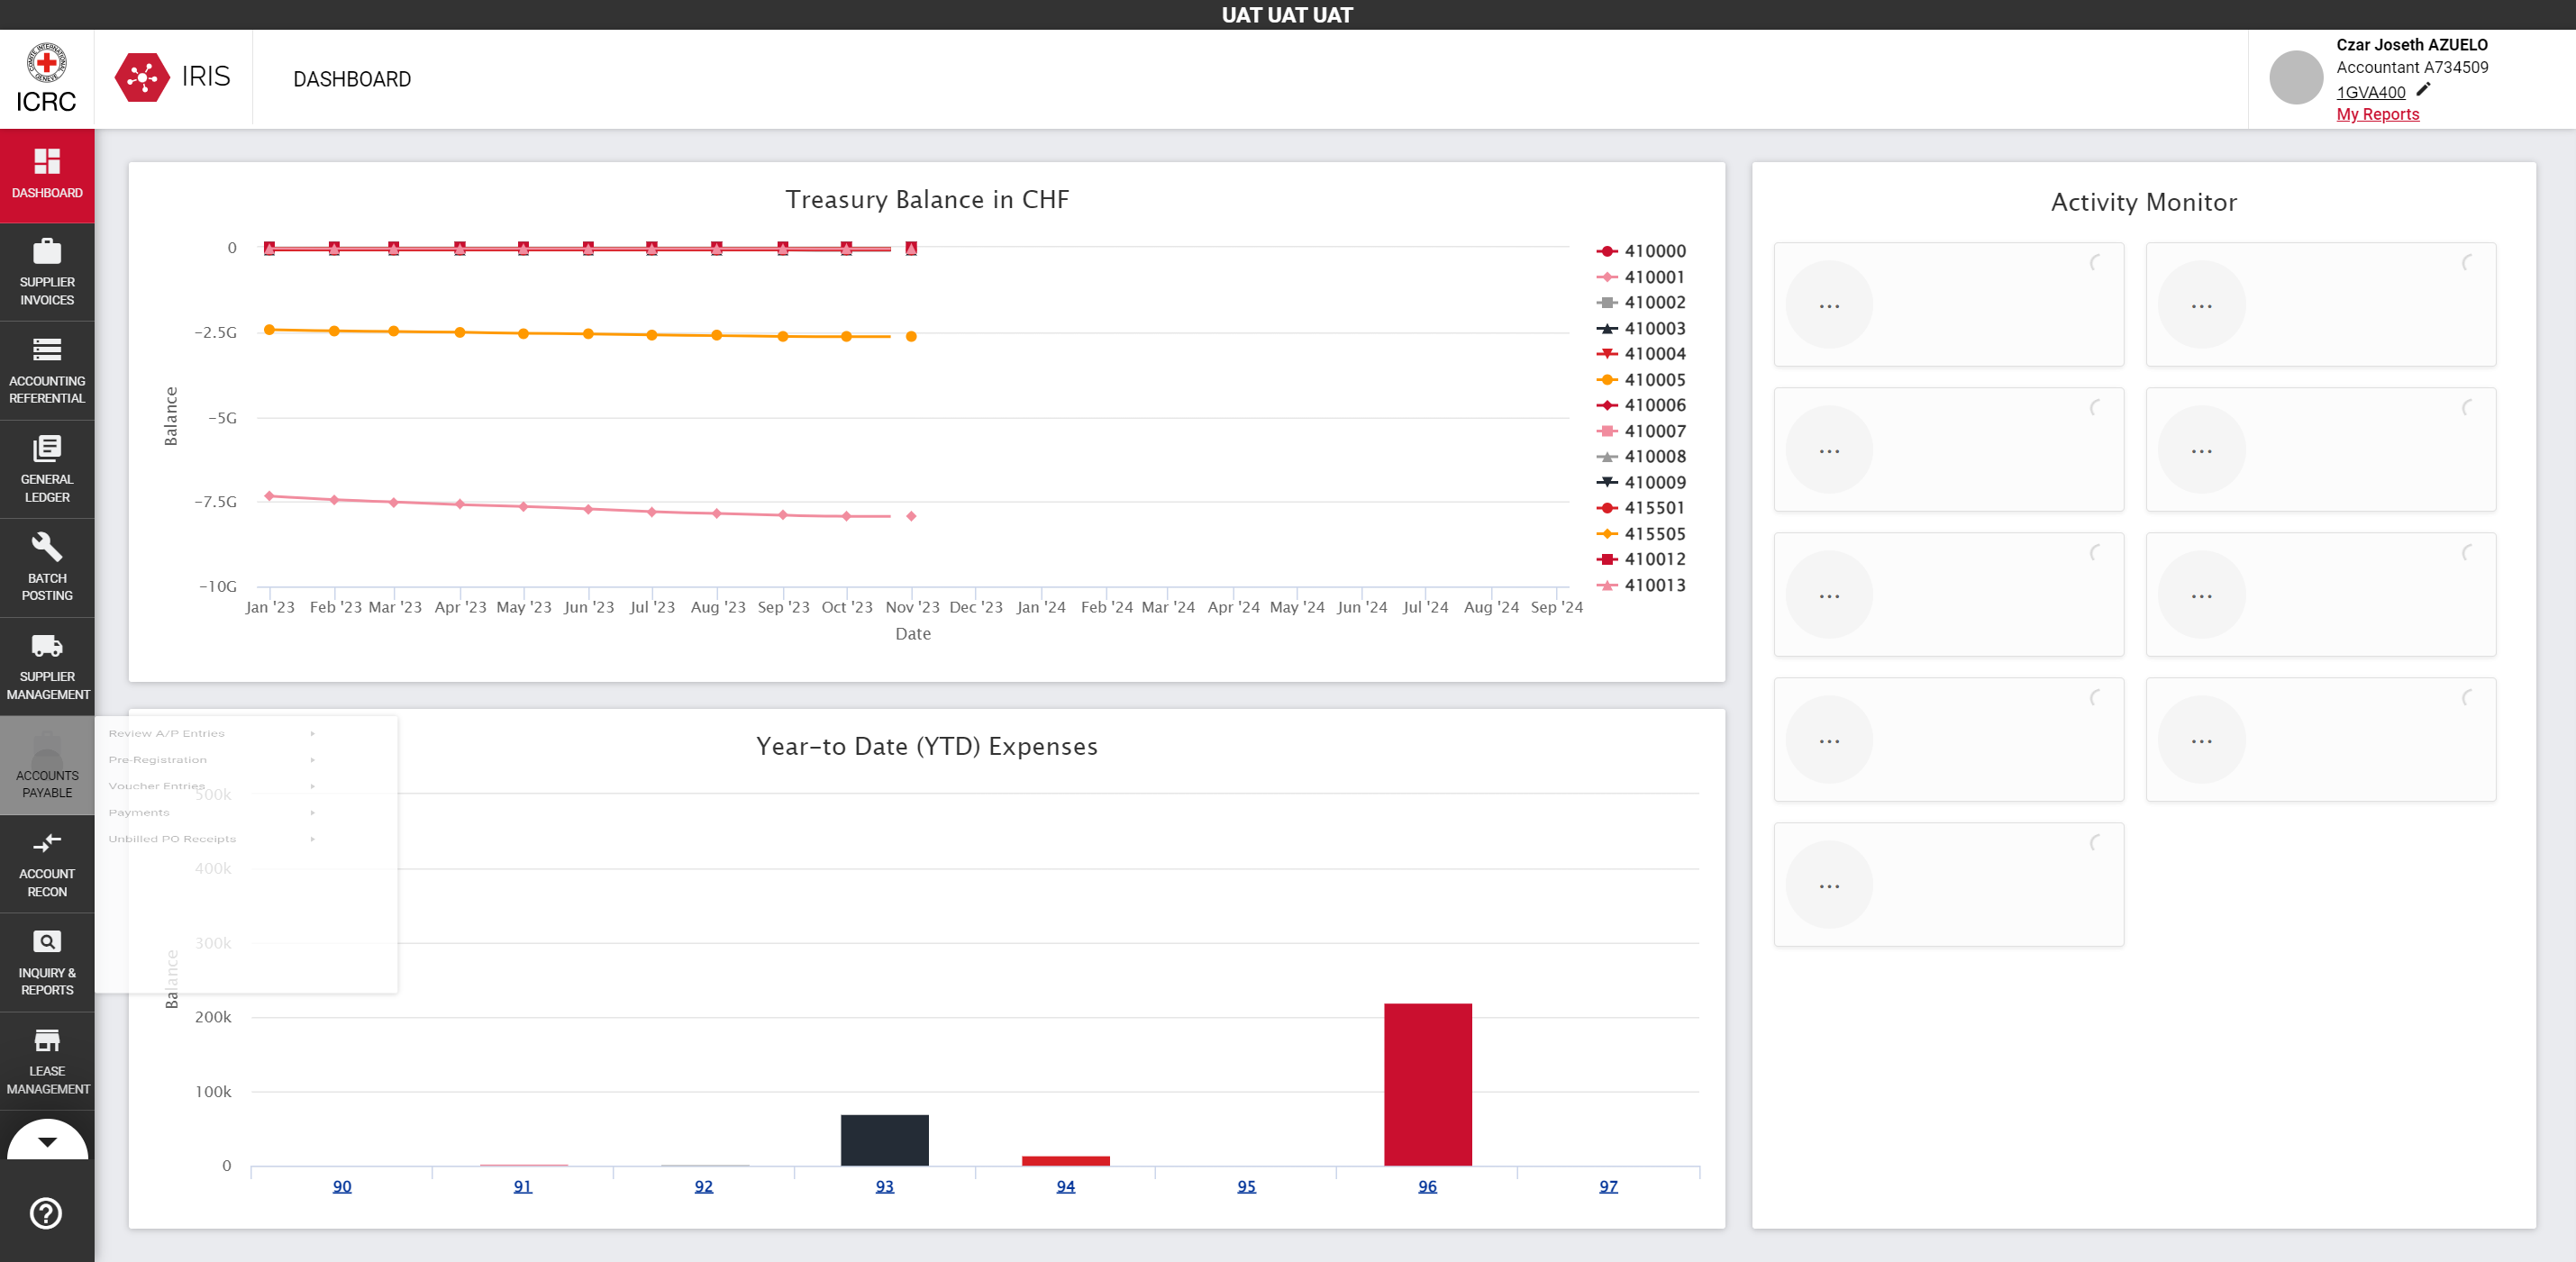 UAT UAT UAT
ICRC
IRIS
DASHBOARD
Czar Joseth AZUELO
Accountant A734509
1GVA400
My Reports
DASHBOARD
SUPPLIER
INVOICES
ACCOUNTING
REFERENTIAL
GENERAL
LEDGER
BATCH
POSTING
SUPPLIER
MANAGEMENT
ACCOUNTS
PAYABLE
ACCOUNT
RECON
INQUIRY &
REPORTS
LEASE
MANAGEMENT
Review A/P Entries
Pre-Registration
Voucher Entries
Payments
Unbilled PO Receipts
Treasury Balance in CHF
0
-2.5G
-5G
-7.5G
-10G
Balance
Jan '23 Feb '23 Mar '23 Apr '23 May '23 Jun '23 Jul '23 Aug '23 Sep '23 Oct '23 Nov '23 Dec '23 Jan '24 Feb '24 Mar '24 Apr '24 May '24 Jun '24 Jul '24 Aug '24 Sep '24
Date
410000
410001
410002
410003
410004
410005
410006
410007
410008
410009
415501
415505
410012
410013
Year-to Date (YTD) Expenses
500k
400k
300k
200k
100k
0
Balance
90 91 92 93 94 95 96 97
Activity Monitor
...
...
...
...
...
...
...
...
...